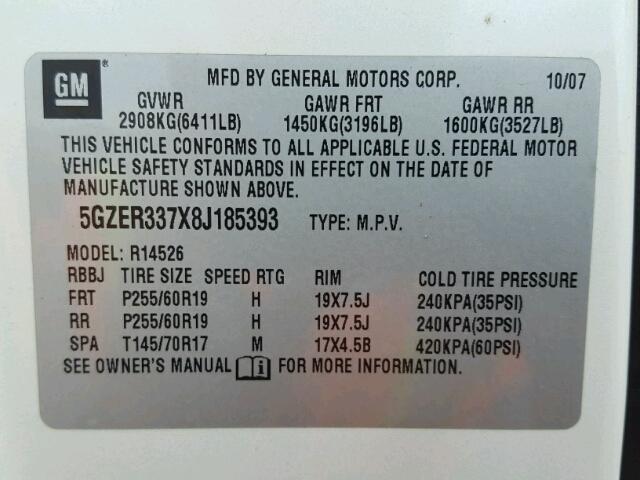 GM
MFD BY GENERAL MOTORS CORP. 10/07
GVWR GAWR FRT GAWR RR
2908KG(6411LB) 1450KG(3196LB) 1600KG(3527LB)
THIS VEHICLE CONFORMS TO ALL APPLICABLE U.S. FEDERAL MOTOR
VEHICLE SAFETY STANDARDS IN EFFECT ON THE DATE OF
MANUFACTURE SHOWN ABOVE.
5GZER337X8J185393 TYPE: M.P.V.
MODEL: R14526
RBBJ TIRE SIZE SPEED RTG RIM COLD TIRE PRESSURE
FRT P255/60R19 H 19X7.5J 240KPA(35PSI)
RR P255/60R19 H 19X7.5J 240KPA(35PSI)
SPA T145/70R17 M 17X4.5B 420KPA(60PSI)
SEE OWNER'S MANUAL FOR MORE INFORMATION